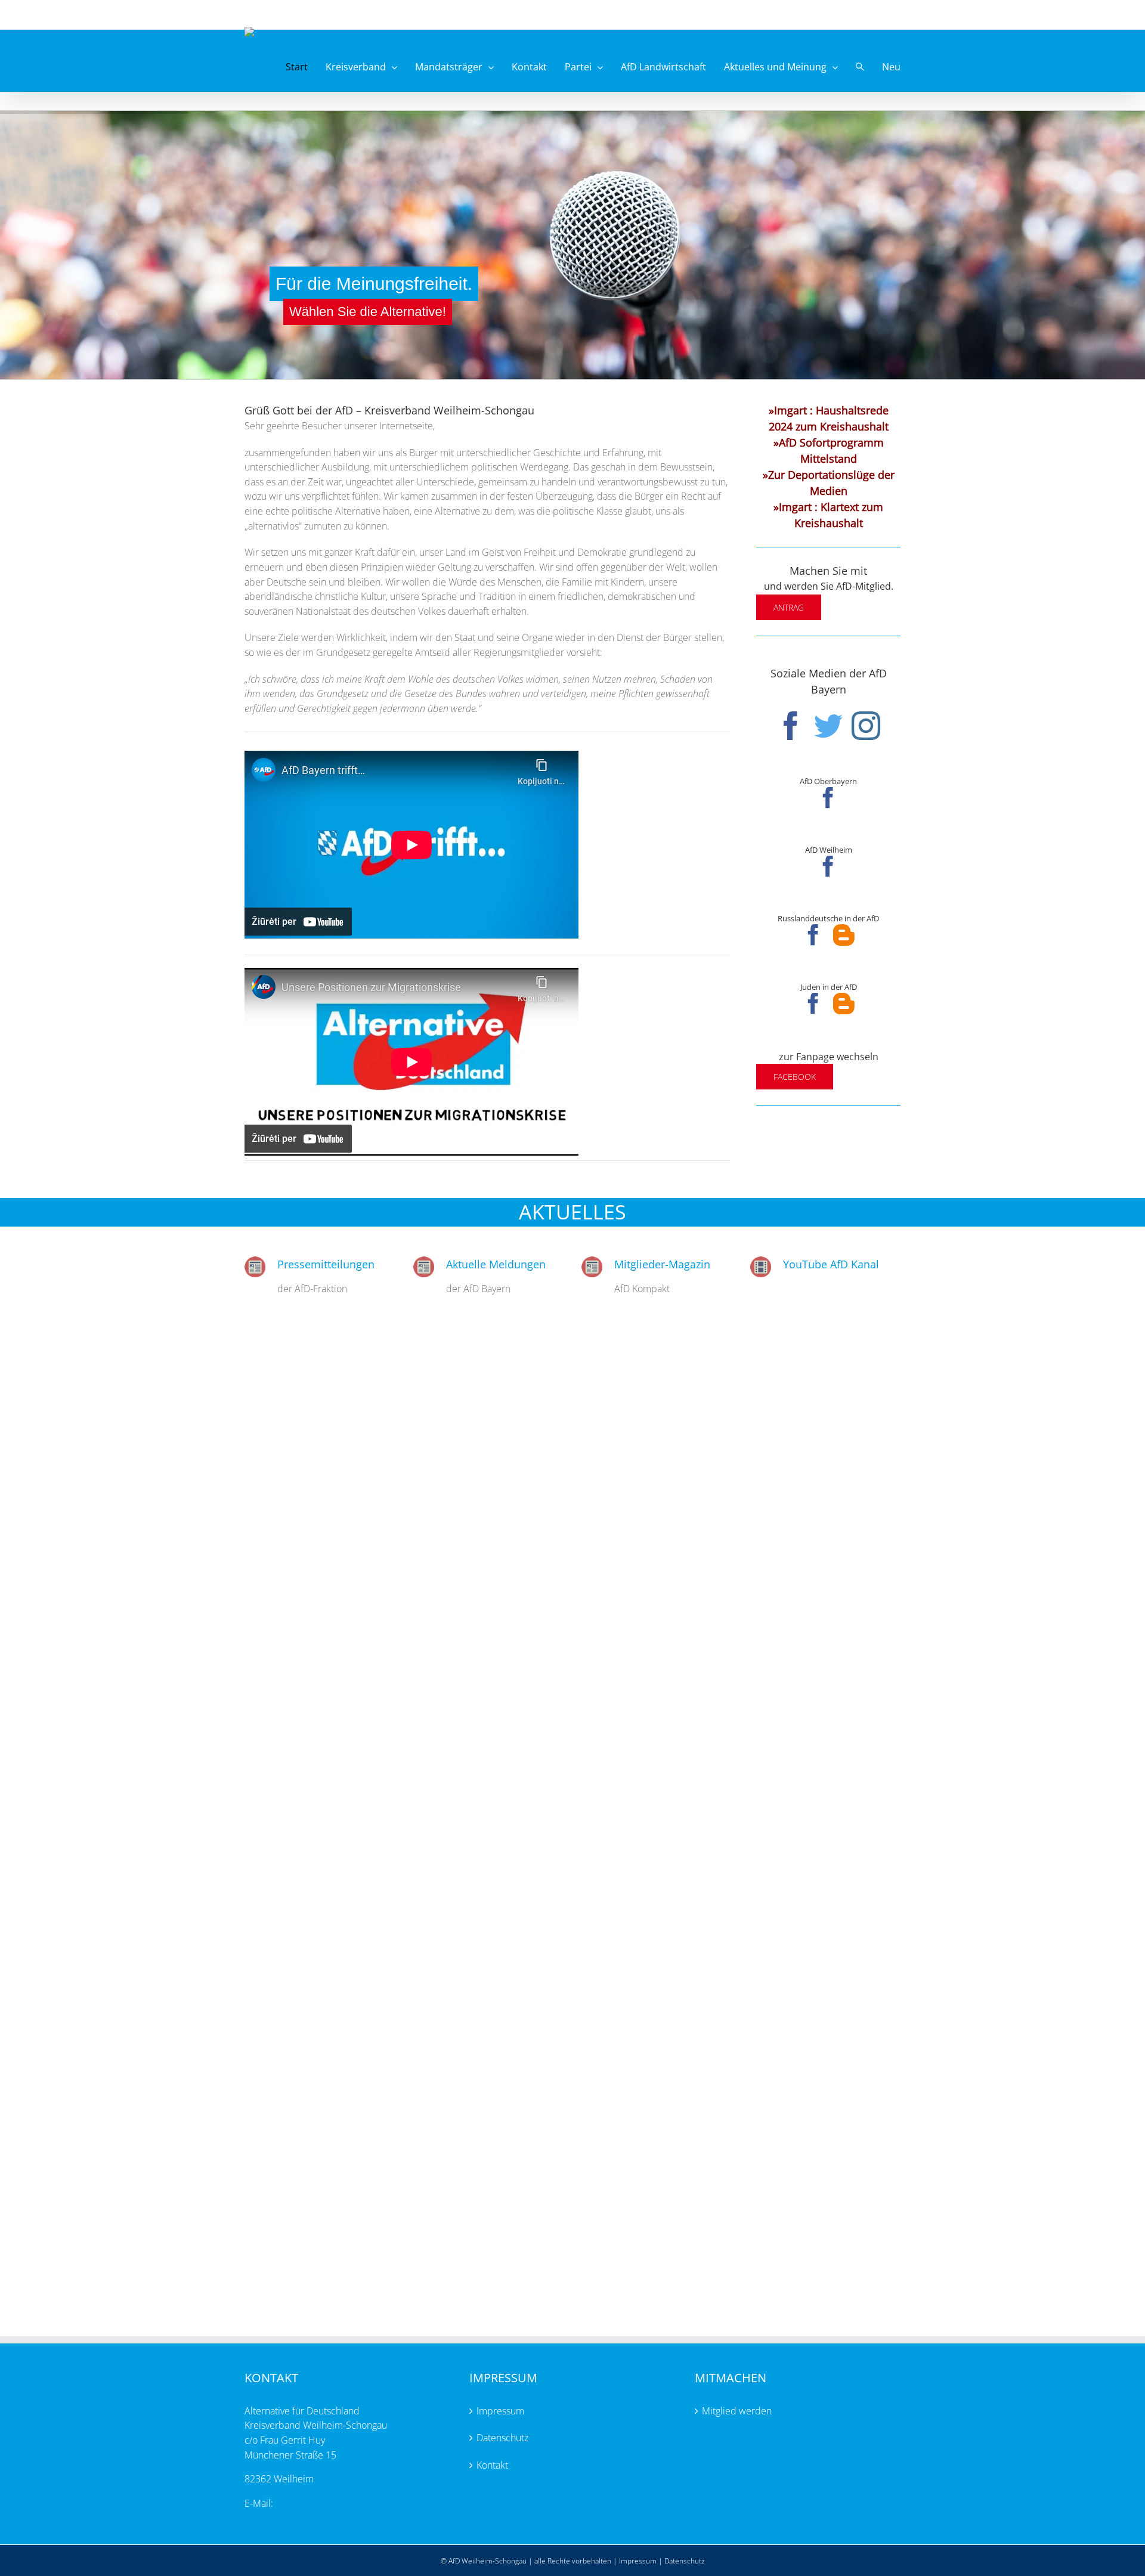 Start Kreisverband Mandatsträger Kontakt Partei AfD Landwirtschaft Aktuelles und Meinung Neu
Für die Meinungsfreiheit.
Wählen Sie die Alternative!
Grüß Gott bei der AfD – Kreisverband Weilheim-Schongau
Sehr geehrte Besucher unserer Internetseite,
zusammengefunden haben wir uns als Bürger mit unterschiedlicher Geschichte und Erfahrung, mit
unterschiedlicher Ausbildung, mit unterschiedlichem politischen Werdegang. Das geschah in dem Bewusstsein,
dass es an der Zeit war, ungeachtet aller Unterschiede, gemeinsam zu handeln und verantwortungsbewusst zu tun,
wozu wir uns verpflichtet fühlen. Wir kamen zusammen in der festen Überzeugung, dass die Bürger ein Recht auf
eine echte politische Alternative haben, eine Alternative zu dem, was die politische Klasse glaubt, uns als
„alternativlos“ zumuten zu können.
Wir setzen uns mit ganzer Kraft dafür ein, unser Land im Geist von Freiheit und Demokratie grundlegend zu
erneuern und eben diesen Prinzipien wieder Geltung zu verschaffen. Wir sind offen gegenüber der Welt, wollen
aber Deutsche sein und bleiben. Wir wollen die Würde des Menschen, die Familie mit Kindern, unsere
abendländische christliche Kultur, unsere Sprache und Tradition in einem friedlichen, demokratischen und
souveränen Nationalstaat des deutschen Volkes dauerhaft erhalten.
Unsere Ziele werden Wirklichkeit, indem wir den Staat und seine Organe wieder in den Dienst der Bürger stellen,
so wie es der im Grundgesetz geregelte Amtseid aller Regierungsmitglieder vorsieht:
„Ich schwöre, dass ich meine Kraft dem Wohle des deutschen Volkes widmen, seinen Nutzen mehren, Schaden von
ihm wenden, das Grundgesetz und die Gesetze des Bundes wahren und verteidigen, meine Pflichten gewissenhaft
erfüllen und Gerechtigkeit gegen jedermann üben werde.“
AfD Bayern trifft...
Kopijuoti n...
AfD trifft...
Žiūrėti per YouTube
Unsere Positionen zur Migrationskrise
Kopijuoti n...
Alternative
Deutschland
UNSERE POSITIONEN ZUR MIGRATIONSKRISE
Žiūrėti per YouTube
»Imgart : Haushaltsrede
2024 zum Kreishaushalt
»AfD Sofortprogramm
Mittelstand
»Zur Deportationslüge der
Medien
»Imgart : Klartext zum
Kreishaushalt
Machen Sie mit
und werden Sie AfD-Mitglied.
ANTRAG
Soziale Medien der AfD
Bayern
AfD Oberbayern
AfD Weilheim
Russlanddeutsche in der AfD
Juden in der AfD
zur Fanpage wechseln
FACEBOOK
AKTUELLES
Pressemitteilungen
der AfD-Fraktion
Aktuelle Meldungen
der AfD Bayern
Mitglieder-Magazin
AfD Kompakt
YouTube AfD Kanal
KONTAKT
Alternative für Deutschland
Kreisverband Weilheim-Schongau
c/o Frau Gerrit Huy
Münchener Straße 15
82362 Weilheim
E-Mail:
IMPRESSUM
Impressum
Datenschutz
Kontakt
MITMACHEN
Mitglied werden
© AfD Weilheim-Schongau | alle Rechte vorbehalten | Impressum | Datenschutz